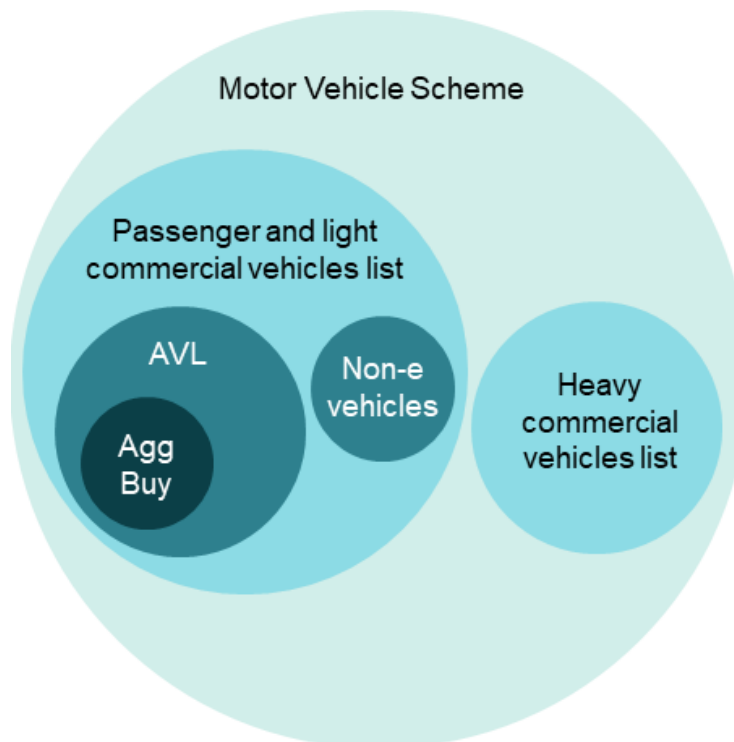 Motor Vehicle Scheme
Passenger and light
commercial vehicles list
AVL
Agg
Buy
Non-e
vehicles
Heavy
commercial
vehicles list